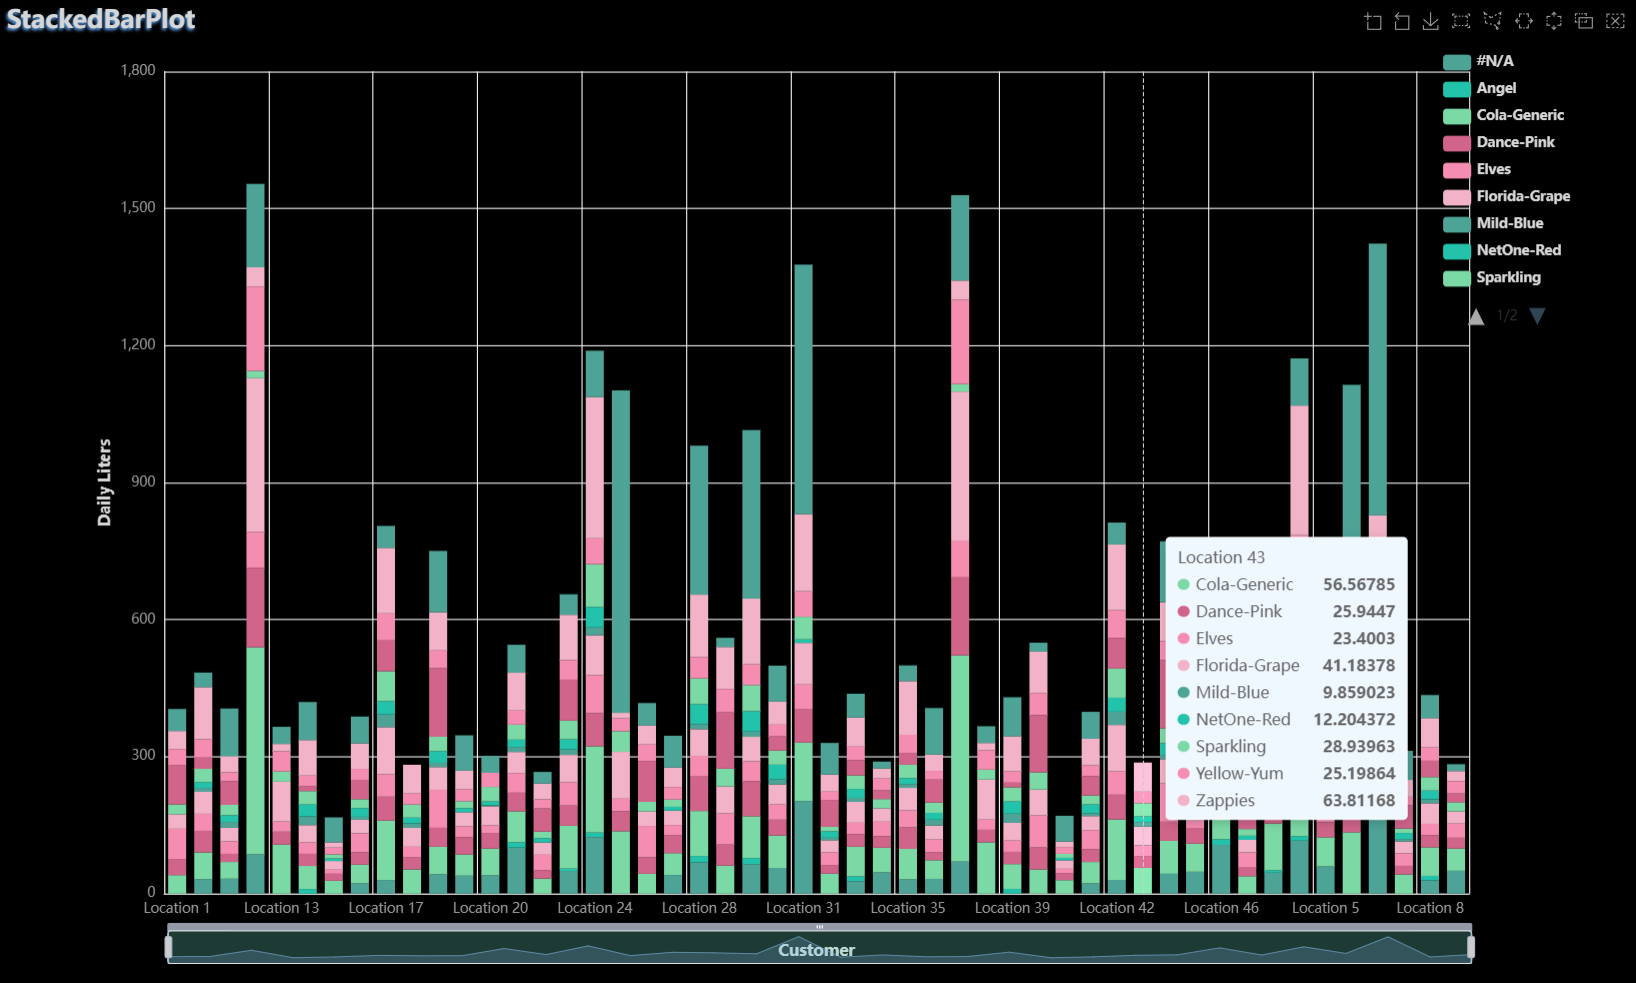 StackedBarPlot
#N/A
Angel
Cola-Generic
Dance-Pink
Elves
Florida-Grape
Mild-Blue
NetOne-Red
Sparkling
1/2
1,800
1,500
1,200
900
600
300
0
Daily Liters
Location 43
Cola-Generic 56.56785
Dance-Pink 25.9447
Elves 23.4003
Florida-Grape 41.18378
Mild-Blue 9.859023
NetOne-Red 12.204372
Sparkling 28.93963
Yellow-Yum 25.19864
Zappies 63.81168
Location 1 Location 13 Location 17 Location 20 Location 24 Location 28 Location 31 Location 35 Location 39 Location 42 Location 46 Location 5 Location 8
Customer